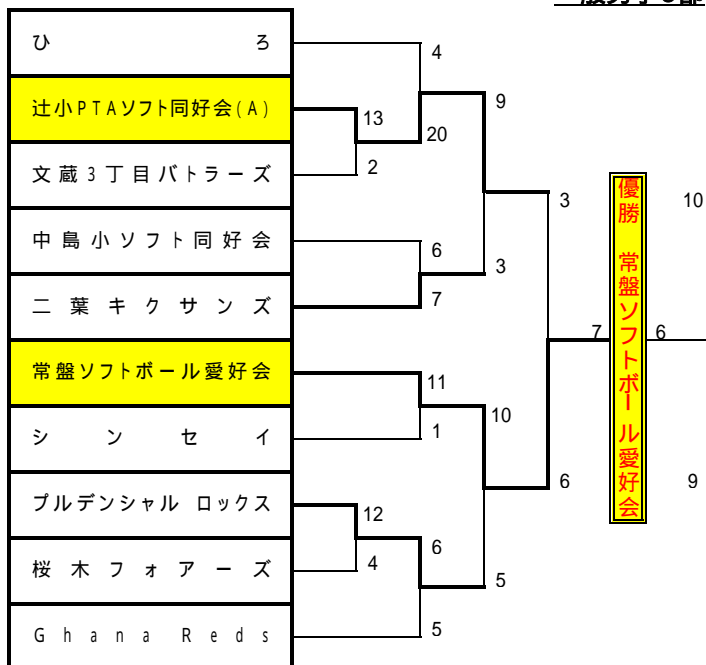 ひろ
4
9
辻小PTAソフト同好会(A)
13
20
文蔵3丁目バトラーズ
2
3
10
中島小ソフト同好会
6
3
二葉キクサンズ
7
7
6
優勝 常盤ソフトボール愛好会
常盤ソフトボール愛好会
11
10
シンセイ
1
6
9
プルデンシャル ロックス
12
6
桜木フォアーズ
4
5
Ghana Reds
5